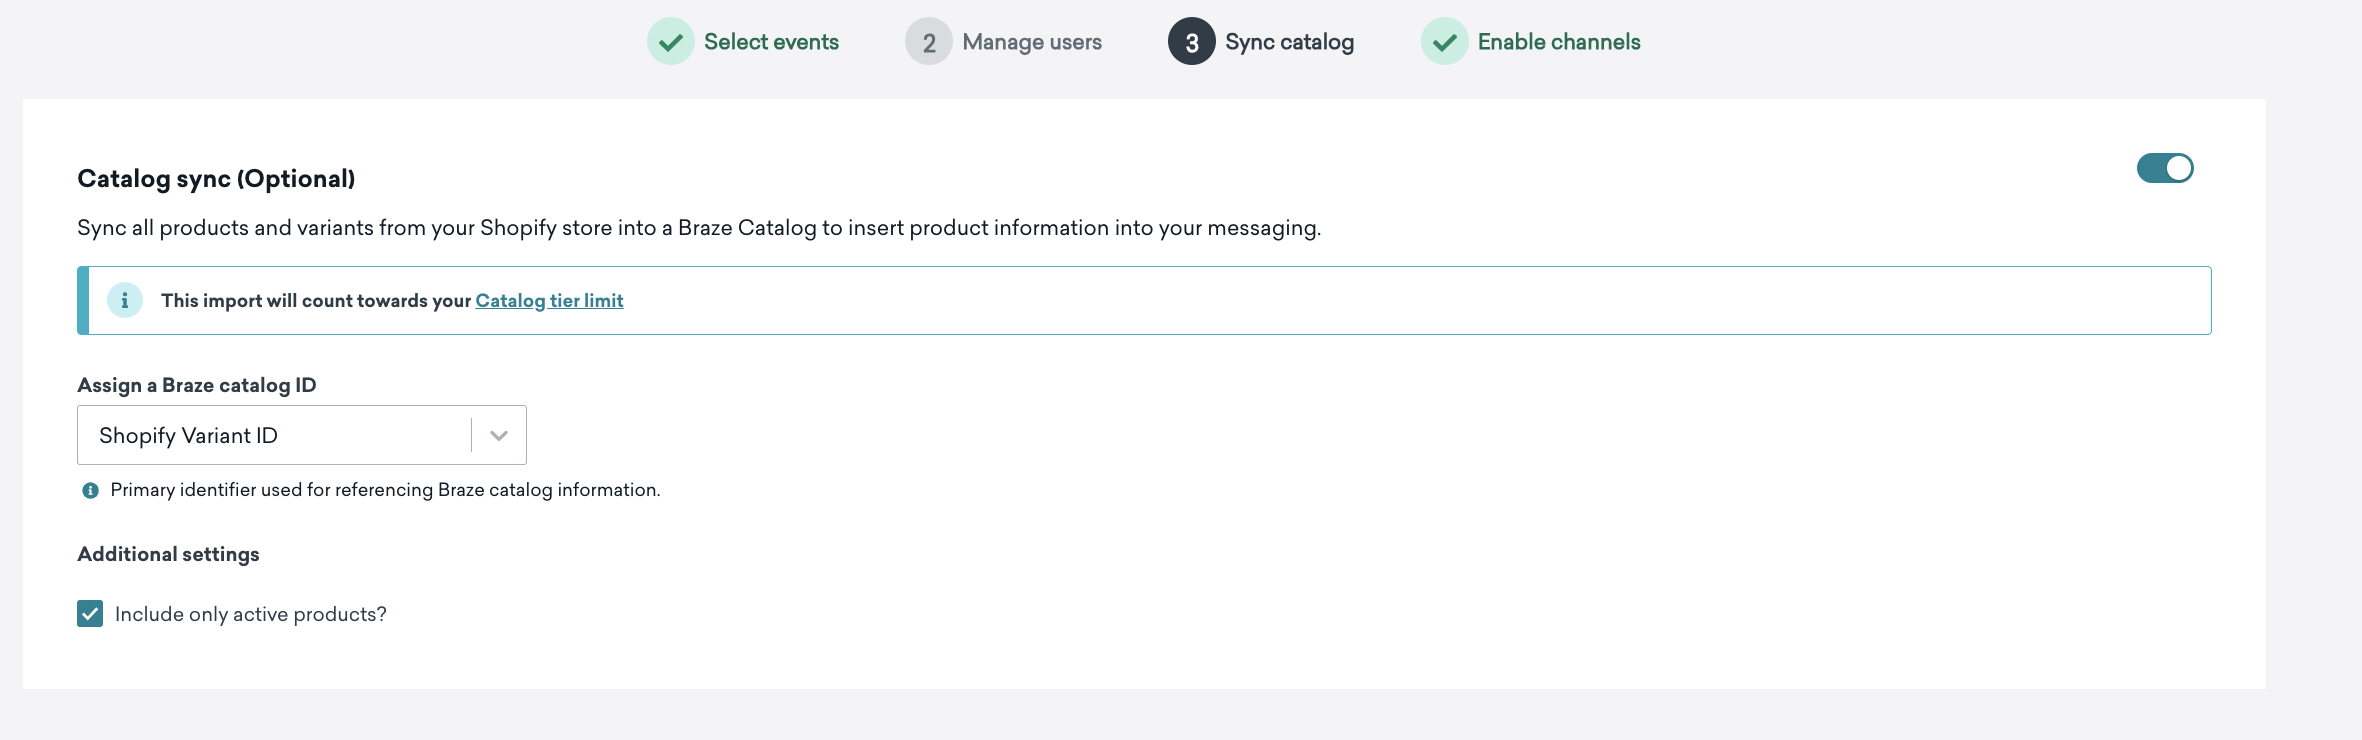 Select events
2 Manage users
3 Sync catalog
Enable channels
Catalog sync (Optional)
Sync all products and variants from your Shopify store into a Braze Catalog to insert product information into your messaging.
This import will count towards your Catalog tier limit
Assign a Braze catalog ID
Shopify Variant ID
Primary identifier used for referencing Braze catalog information.
Additional settings
Include only active products?